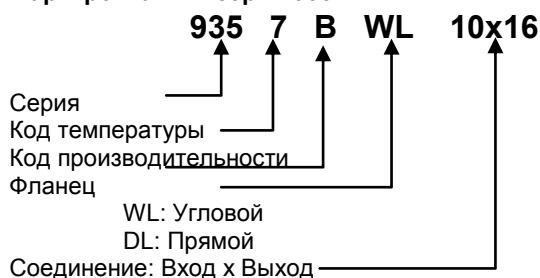 935 7 B WL 10x16
Серия
Код температуры
Код производительности
Фланец
WL: Угловой
DL: Прямой
Соединение: Вход x Выход